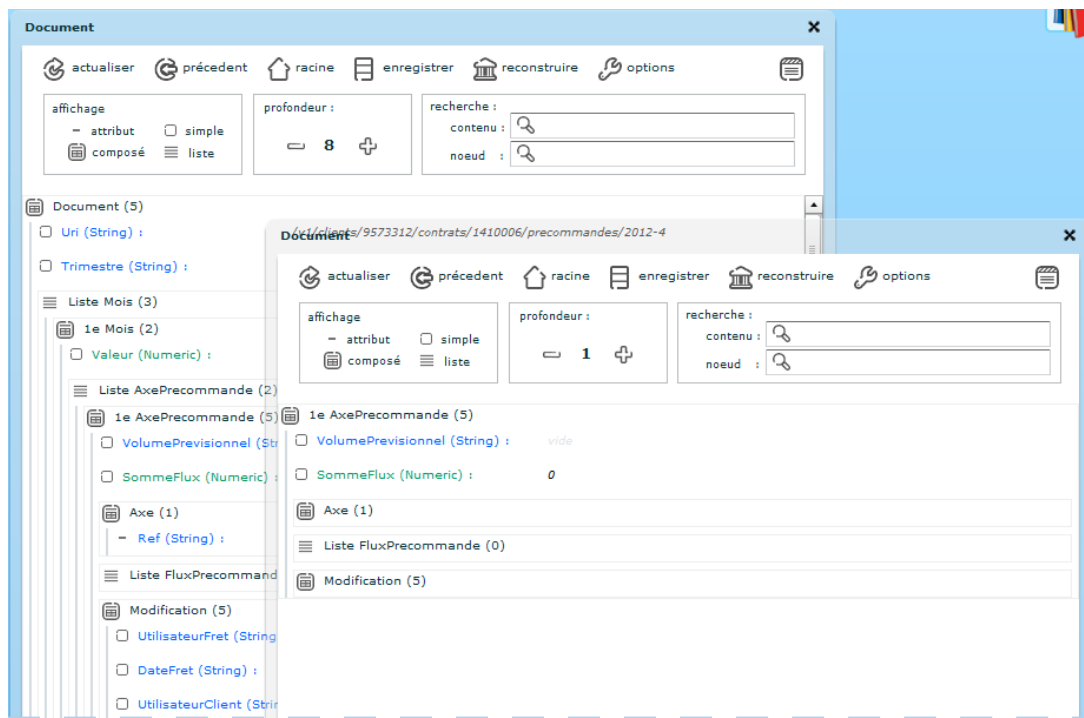 Document
actualiser précedent racine enregistrer reconstruire options
affichage
- attribut simple
composé liste
profondeur :
8
recherche :
contenu :
noeud :
Document (5)
Uri (String) : /v1/clients/9573312/contrats/1410006/precommandes/2012-4
Trimestre (String) :
Liste Mois (3)
1e Mois (2)
Valeur (Numeric) :
Liste AxePrecommande (2)
1e AxePrecommande (5)
VolumePrevisionnel (Str
SommeFlux (Numeric) :
Axe (1)
- Ref (String) :
Liste FluxPrecommand
Modification (5)
UtilisateurFret (String
DateFret (String) :
UtilisateurClient (Strin
Document
actualiser précedent racine enregistrer reconstruire options
affichage
- attribut simple
composé liste
profondeur :
1
recherche :
contenu :
noeud :
1e AxePrecommande (5)
VolumePrevisionnel (String) : vide
SommeFlux (Numeric) : 0
Axe (1)
Liste FluxPrecommande (0)
Modification (5)